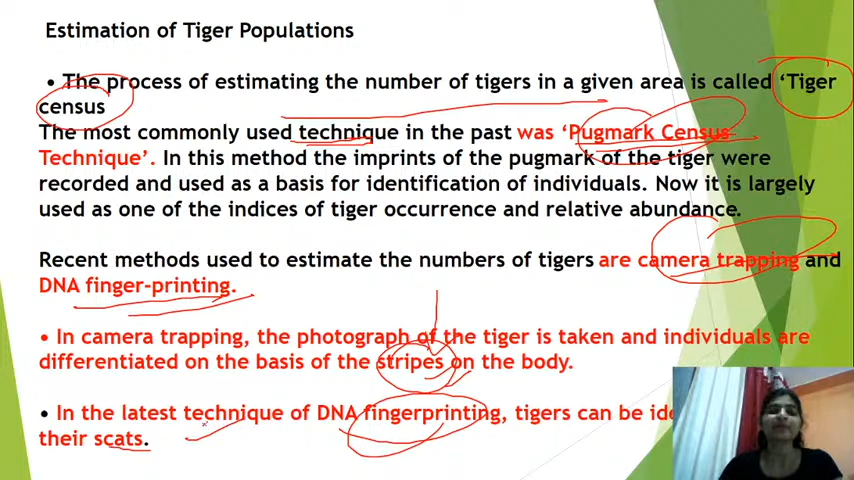 Estimation of Tiger Populations
• The process of estimating the number of tigers in a given area is called ‘Tiger
census
The most commonly used technique in the past was ‘Pugmark Census
Technique’. In this method the imprints of the pugmark of the tiger were
recorded and used as a basis for identification of individuals. Now it is largely
used as one of the indices of tiger occurrence and relative abundance.
Recent methods used to estimate the numbers of tigers are camera trapping and
DNA finger-printing.
• In camera trapping, the photograph of the tiger is taken and individuals are
differentiated on the basis of the stripes on the body.
• In the latest technique of DNA fingerprinting, tigers can be
their scats.